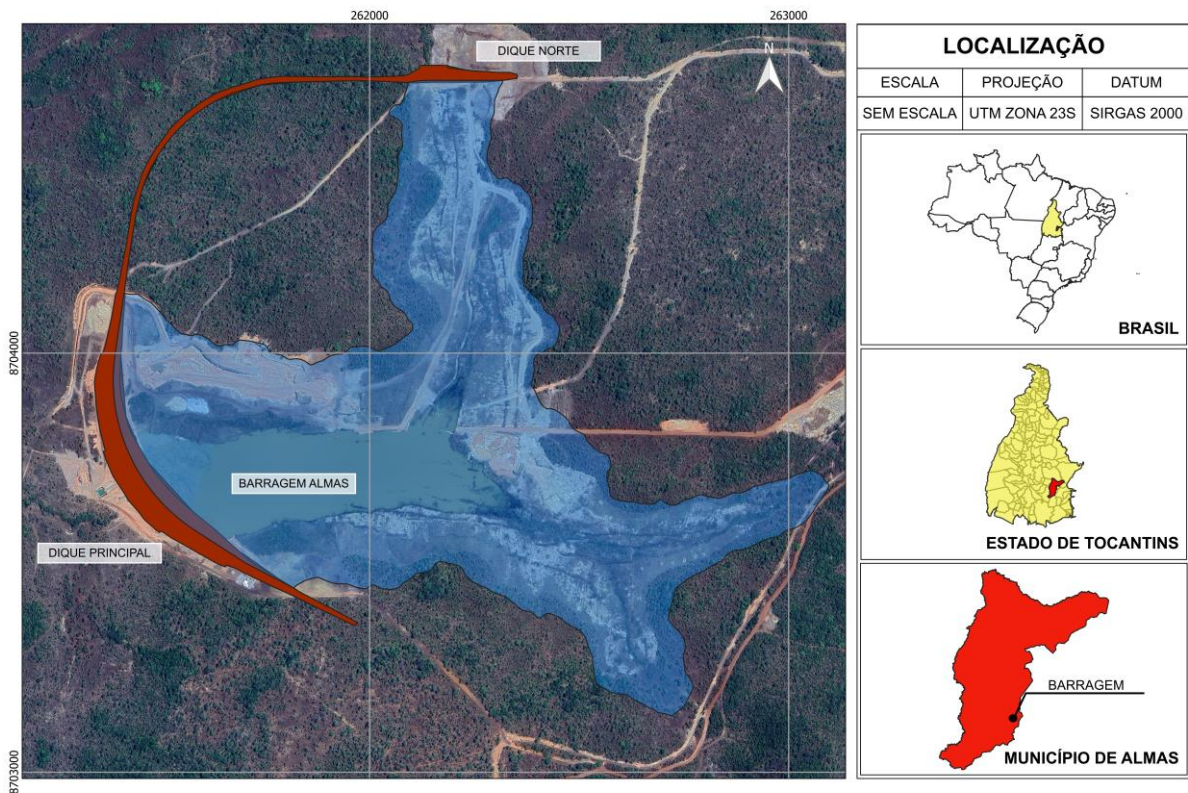 262000
263000
DIQUE NORTE
N
8704000
BARRAGEM ALMAS
DIQUE PRINCIPAL
8703000
LOCALIZAÇÃO
ESCALA PROJEÇÃO DATUM
SEM ESCALA UTM ZONA 23S SIRGAS 2000
BRASIL
ESTADO DE TOCANTINS
BARRAGEM
MUNICÍPIO DE ALMAS